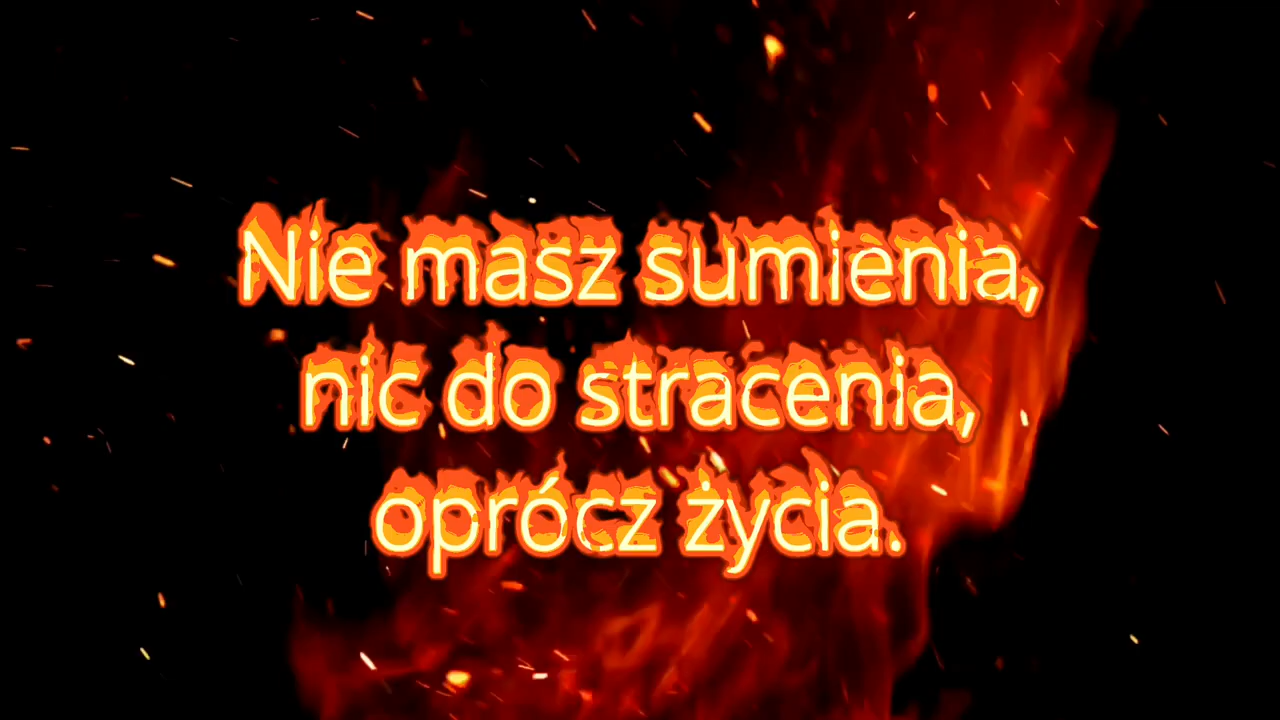 Nie masz sumienia,
nic do stracenia,
oprócz życia.